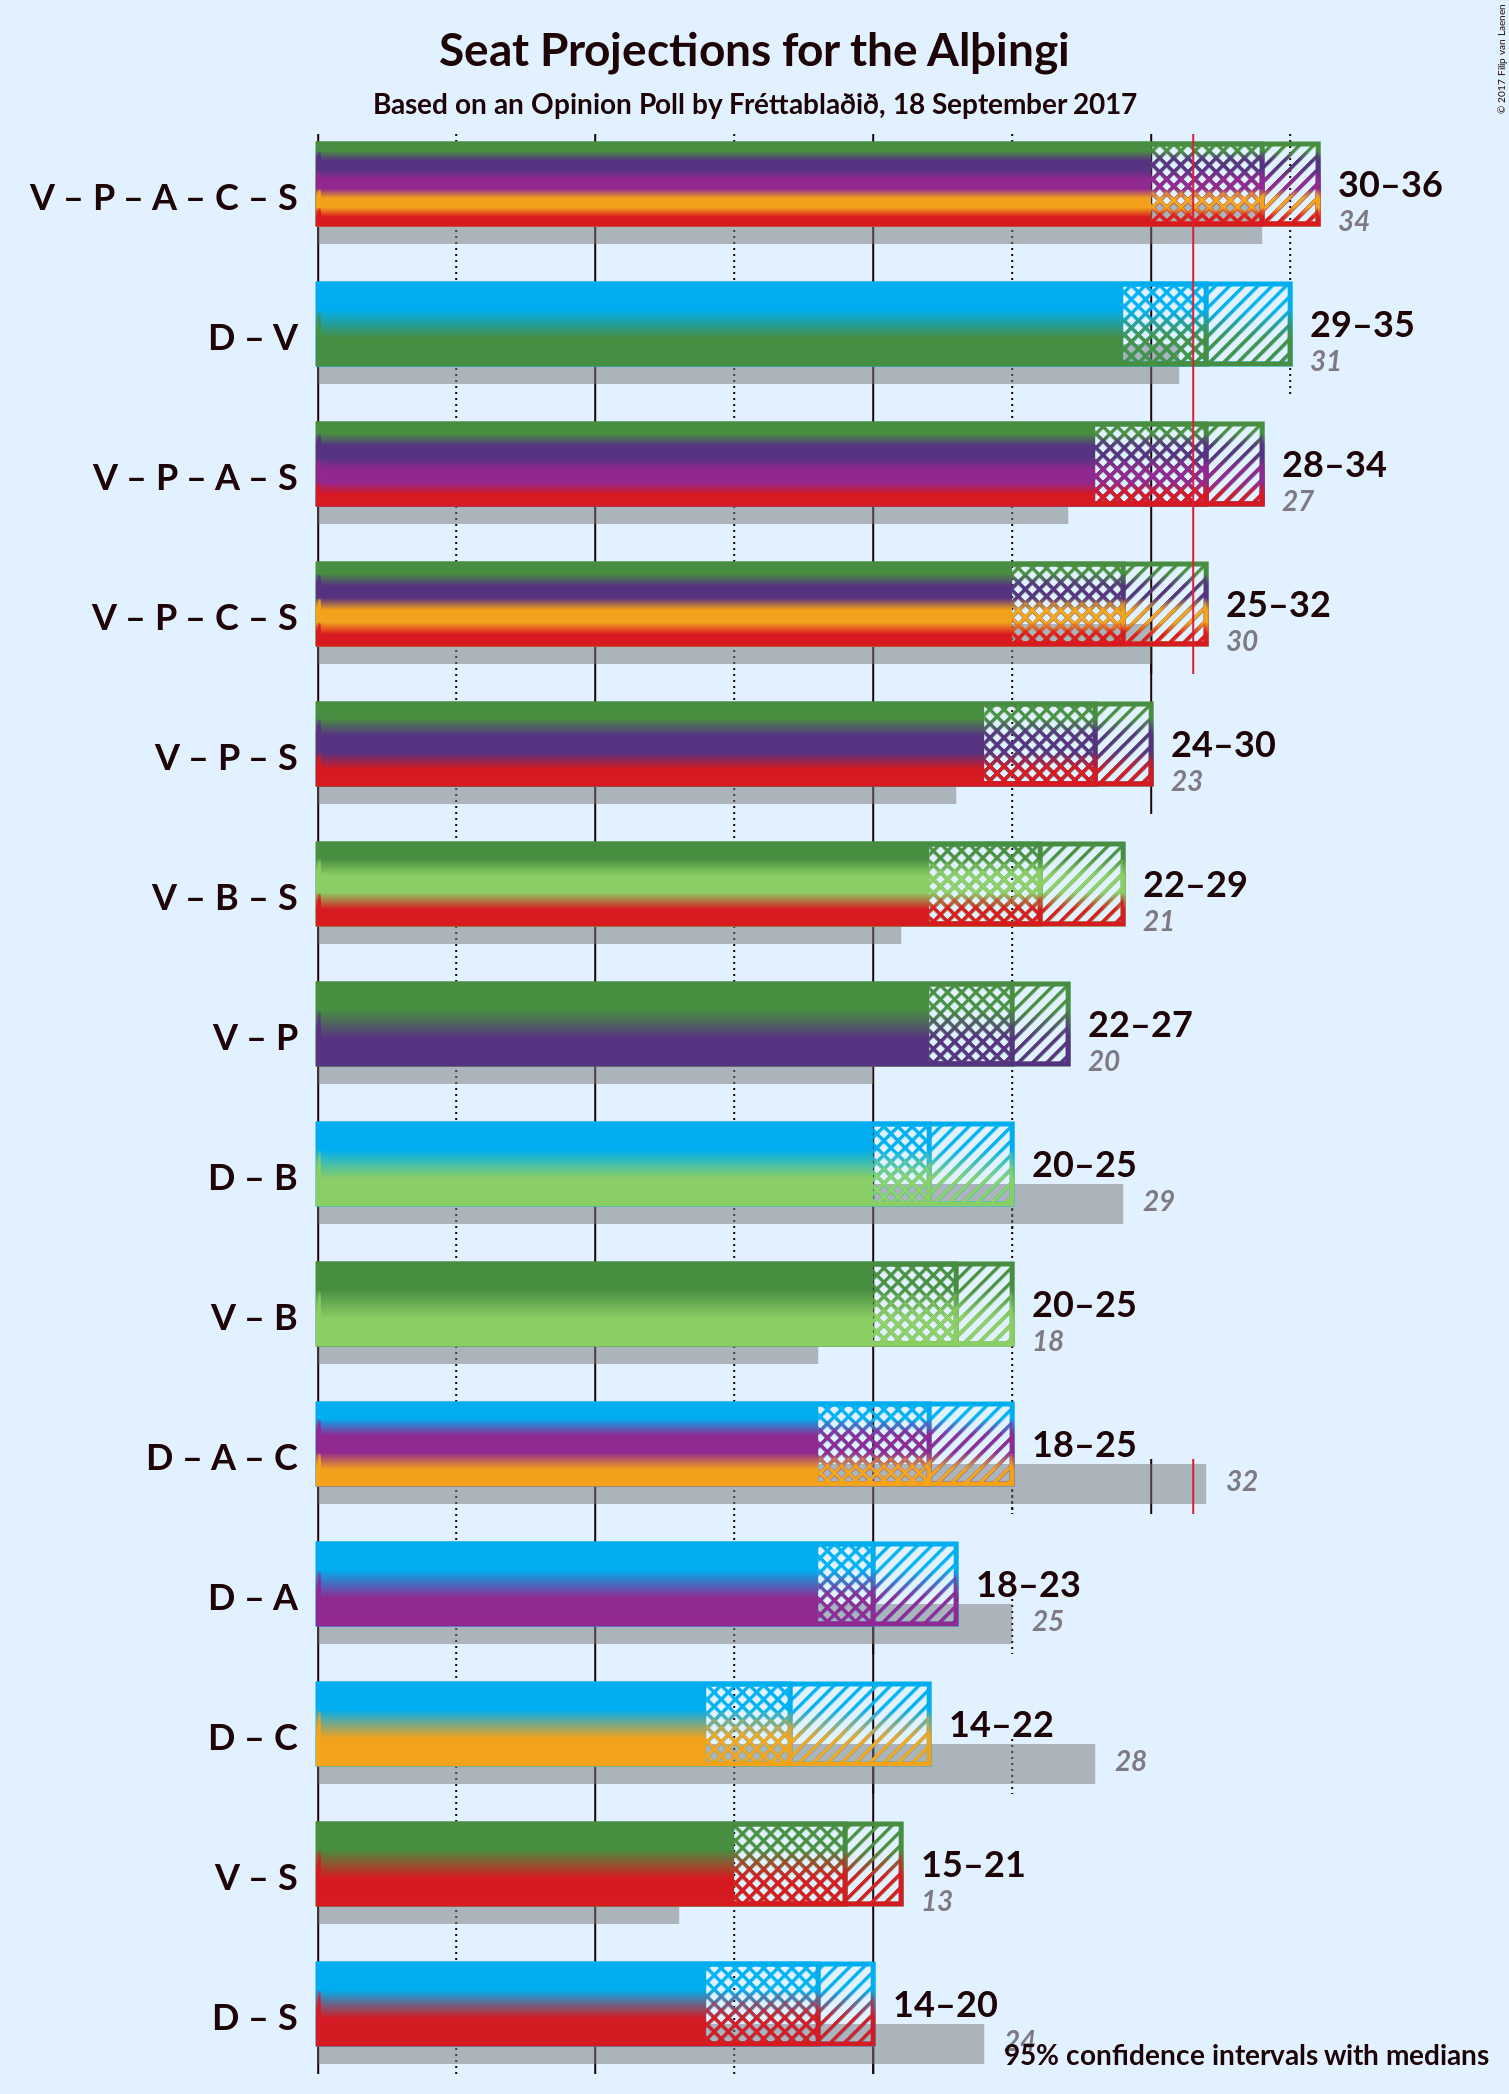 Seat Projections for the Alþingi
Based on an Opinion Poll by Fréttablaðið, 18 September 2017
© 2017 Filip van Laenen
V – P – A – C – S
30–36
34
D – V
29–35
31
V – P – A – S
28–34
27
V – P – C – S
25–32
30
V – P – S
24–30
23
V – B – S
22–29
21
V – P
22–27
20
D – B
20–25
29
V – B
20–25
18
D – A – C
18–25
32
D – A
18–23
25
D – C
14–22
28
V – S
15–21
13
D – S
14–20
24
95% confidence intervals with medians